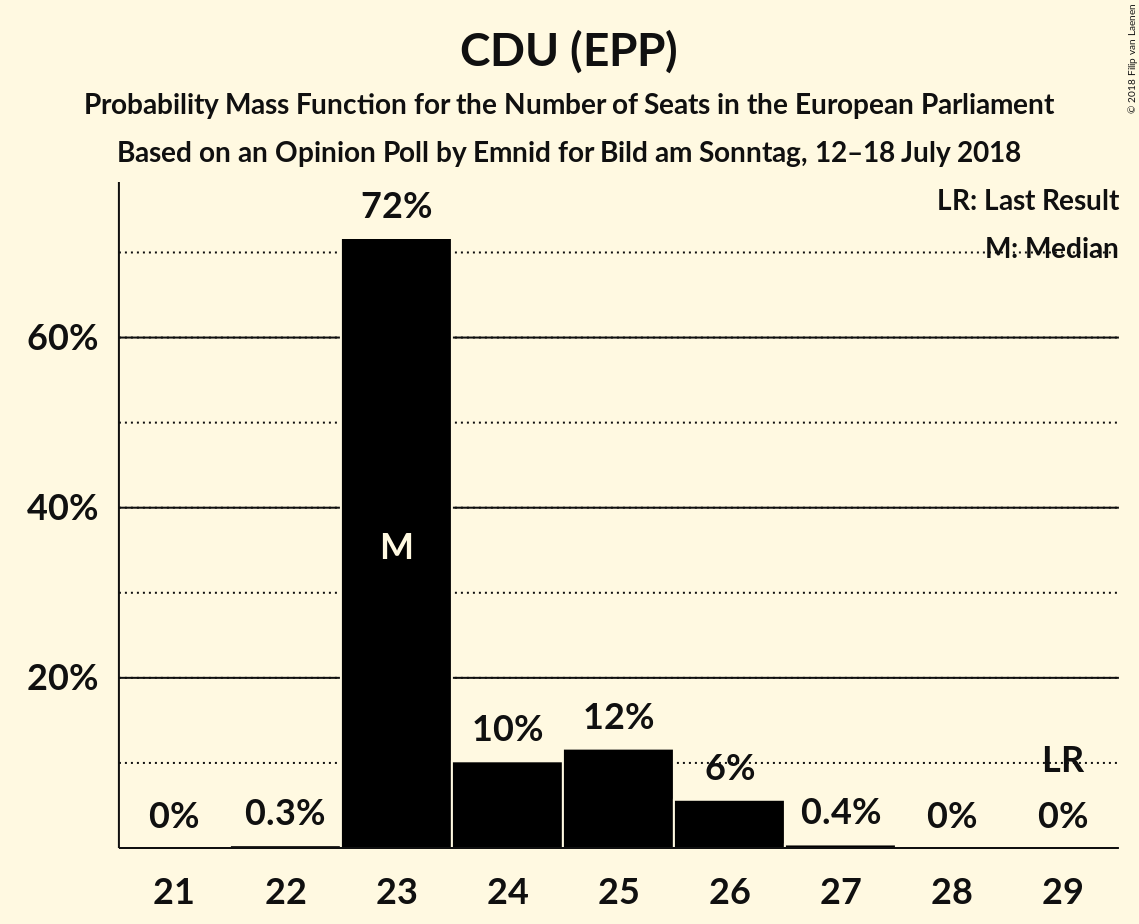 CDU (EPP)
Probability Mass Function for the Number of Seats in the European Parliament
Based on an Opinion Poll by Emnid for Bild am Sonntag, 12–18 July 2018
© 2018 Filip van Laenen
LR: Last Result
M: Median
60%
40%
20%
0%
0.3%
72%
M
10%
12%
6%
0.4%
0%
LR
0%
21 22 23 24 25 26 27 28 29